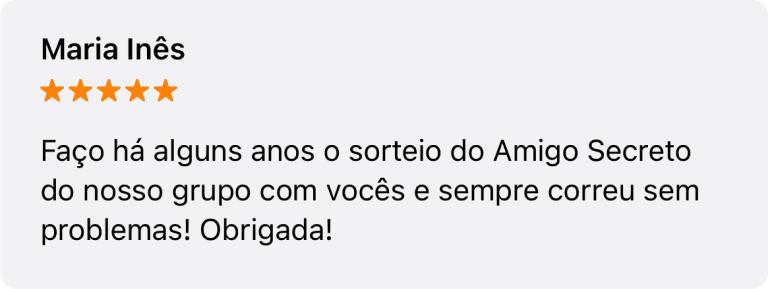 Maria Inês
Faço há alguns anos o sorteio do Amigo Secreto
do nosso grupo com vocês e sempre correu sem
problemas! Obrigada!